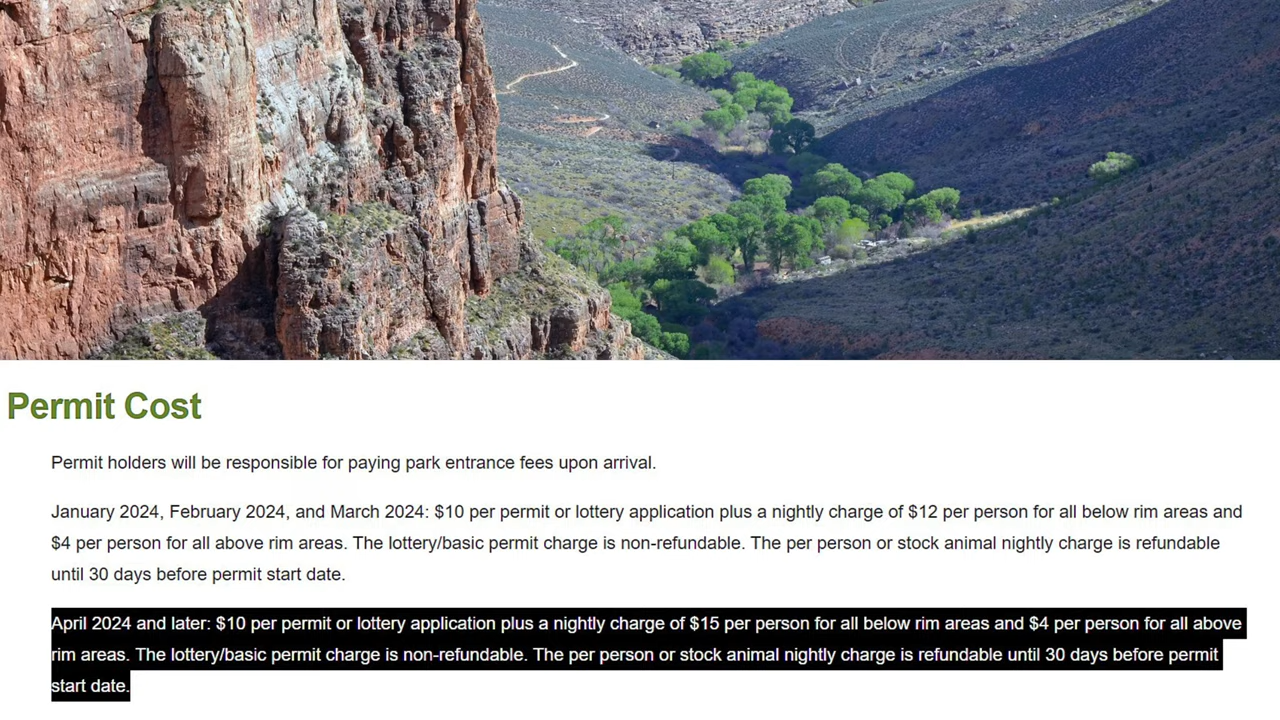 Permit Cost
Permit holders will be responsible for paying park entrance fees upon arrival.
January 2024, February 2024, and March 2024: $10 per permit or lottery application plus a nightly charge of $12 per person for all below rim areas and
$4 per person for all above rim areas. The lottery/basic permit charge is non-refundable. The per person or stock animal nightly charge is refundable
until 30 days before permit start date.
April 2024 and later: $10 per permit or lottery application plus a nightly charge of $15 per person for all below rim areas and $4 per person for all above
rim areas. The lottery/basic permit charge is non-refundable. The per person or stock animal nightly charge is refundable until 30 days before permit
start date.